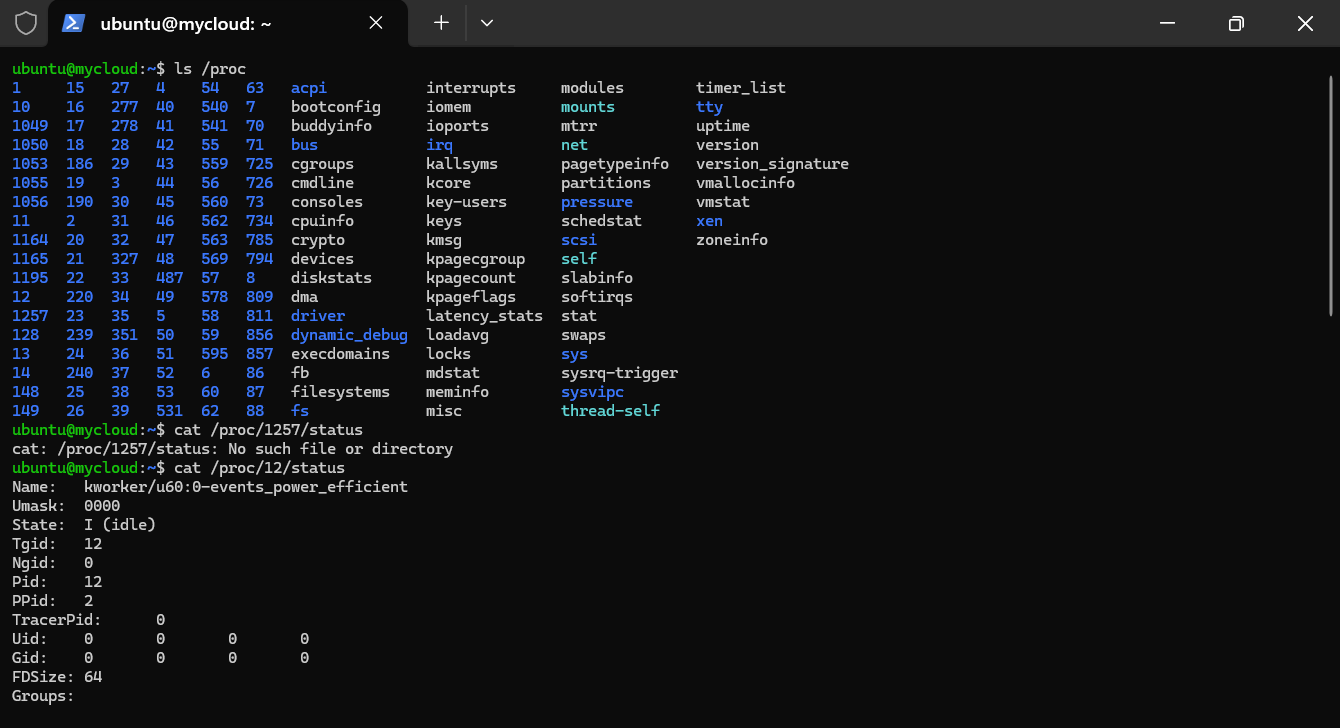 ubuntu@mycloud: ~
ubuntu@mycloud:~$ ls /proc
1     15   27   4    54   63   acpi           interrupts     modules        timer_list
10    16   277  40   540  7    bootconfig     iomem          mounts         tty
1049  17   278  41   541  70   buddyinfo      ioports        mtrr           uptime
1050  18   28   42   55   71   bus            irq            net            version
1053  186  29   43   559  725  cgroups        kallsyms       pagetypeinfo   version_signature
1055  19   3    44   56   726  cmdline        kcore          partitions     vmallocinfo
1056  190  30   45   560  73   consoles       key-users      pressure       vmstat
11    2    31   46   562  734  cpuinfo        keys           schedstat      xen
1164  20   32   47   563  785  crypto         kmsg           scsi           zoneinfo
1165  21   327  48   569  794  devices        kpagecgroup    self
1195  22   33   487  57   8    diskstats      kpagecount     slabinfo
12    220  34   49   578  809  dma            kpageflags     softirqs
1257  23   35   5    58   811  driver         latency_stats  stat
128   239  351  50   59   856  dynamic_debug  loadavg        swaps
13    24   36   51   595  857  execdomains    locks          sys
14    240  37   52   6    86   fb             mdstat         sysrq-trigger
148   25   38   53   60   87   filesystems    meminfo        sysvipc
149   26   39   531  62   88   fs             misc           thread-self
ubuntu@mycloud:~$ cat /proc/1257/status
cat: /proc/1257/status: No such file or directory
ubuntu@mycloud:~$ cat /proc/12/status
Name:   kworker/u60:0-events_power_efficient
Umask:  0000
State:  I (idle)
Tgid:   12
Ngid:   0
Pid:    12
PPid:   2
TracerPid:      0
Uid:    0       0       0       0
Gid:    0       0       0       0
FDSize: 64
Groups: